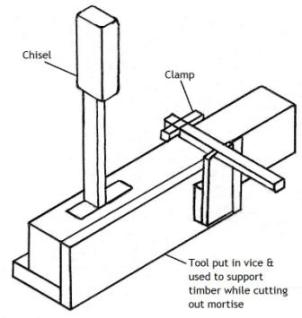 Chisel
Clamp
Tool put in vice &
used to support
timber while cutting
out mortise